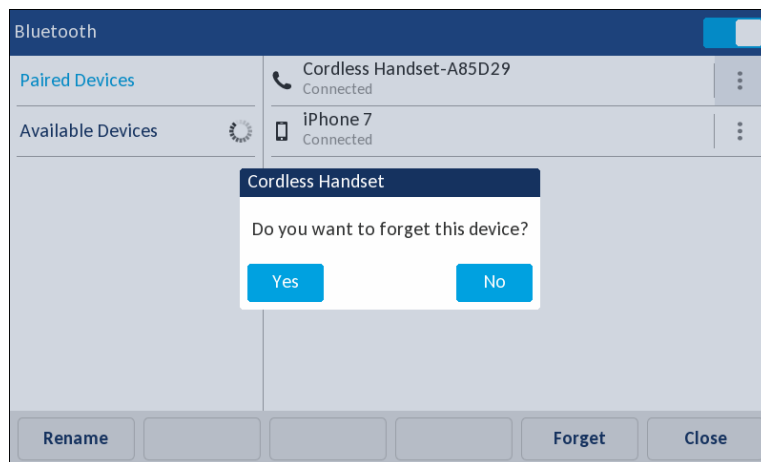 Bluetooth
Paired Devices
Available Devices
Cordless Handset-A85D29
Connected
iPhone 7
Connected
Cordless Handset
Do you want to forget this device?
Yes No
Rename Forget Close